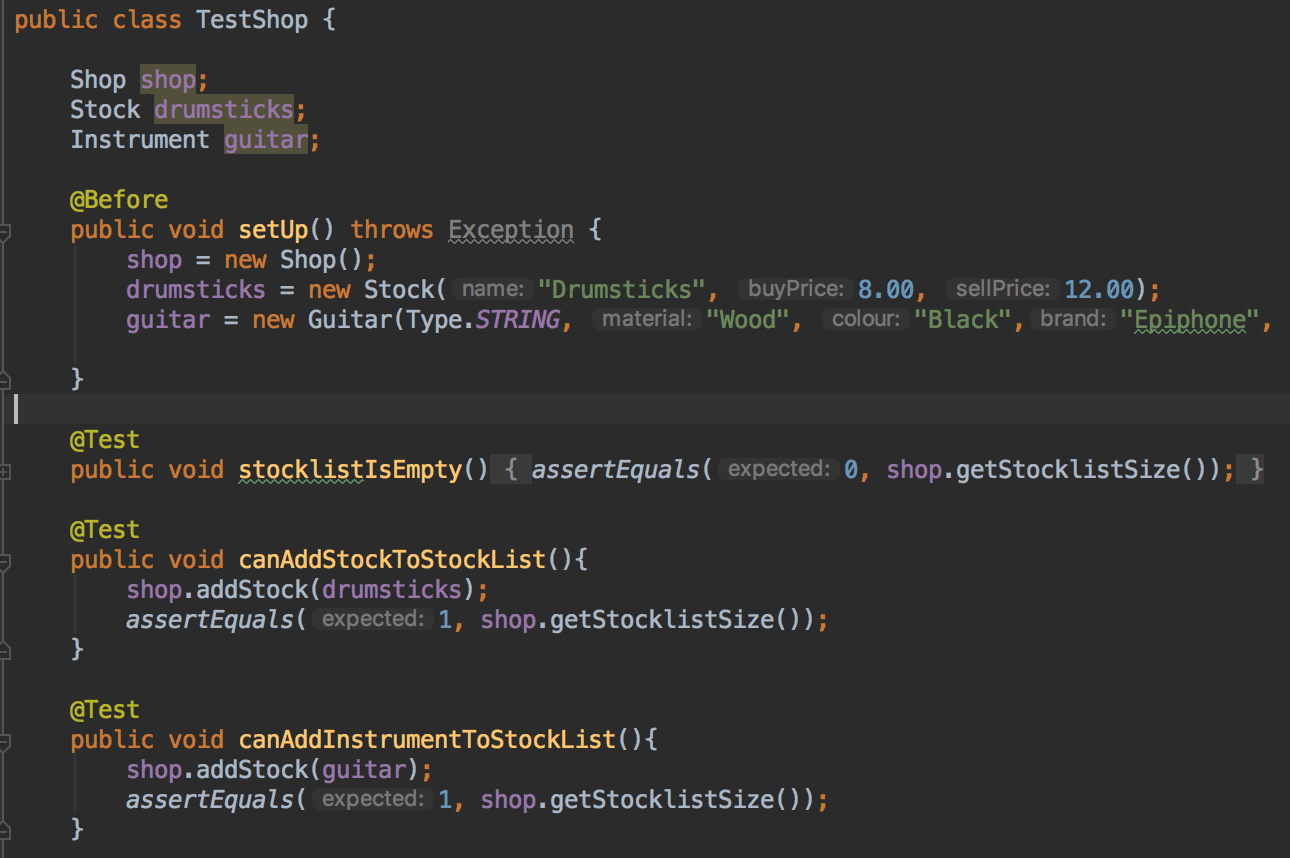 public class TestShop {
Shop shop;
Stock drumsticks;
Instrument guitar;
@Before
public void setUp() throws Exception {
shop = new Shop();
drumsticks = new Stock( name: "Drumsticks", buyPrice: 8.00, sellPrice: 12.00);
guitar = new Guitar(Type.STRING, material: "Wood", colour: "Black", brand: "Epiphone",
}
@Test
public void stocklistIsEmpty() { assertEquals( expected: 0, shop.getStocklistSize()); }
@Test
public void canAddStockToStockList(){
shop.addStock(drumsticks);
assertEquals( expected: 1, shop.getStocklistSize());
}
@Test
public void canAddInstrumentToStockList(){
shop.addStock(guitar);
assertEquals( expected: 1, shop.getStocklistSize());
}